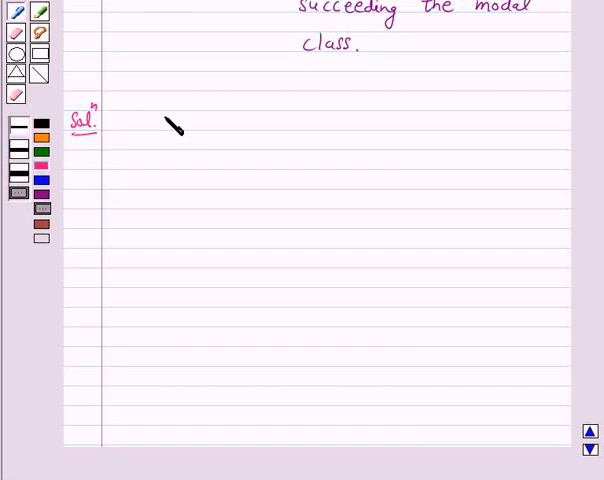 succeeding the modal
class.
Sol.ⁿ